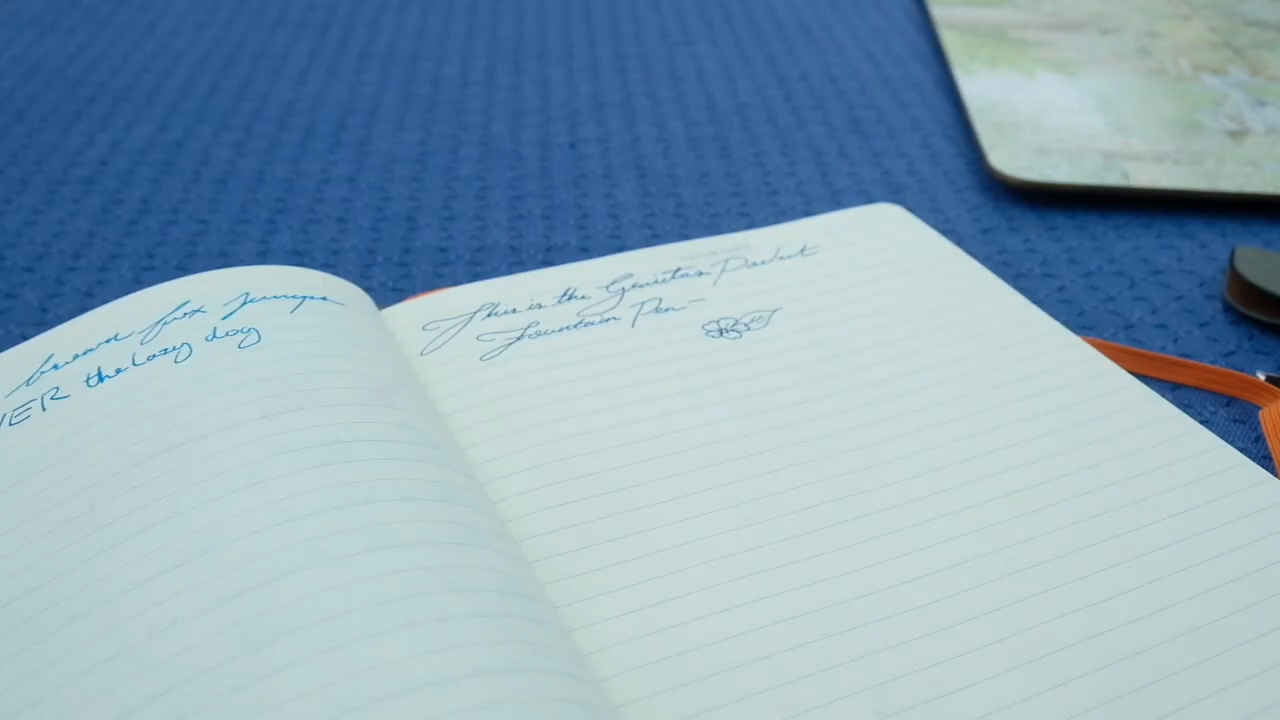 brown fox jumps
VER the lazy dog
This is the Gravitas Pocket
Fountain Pen